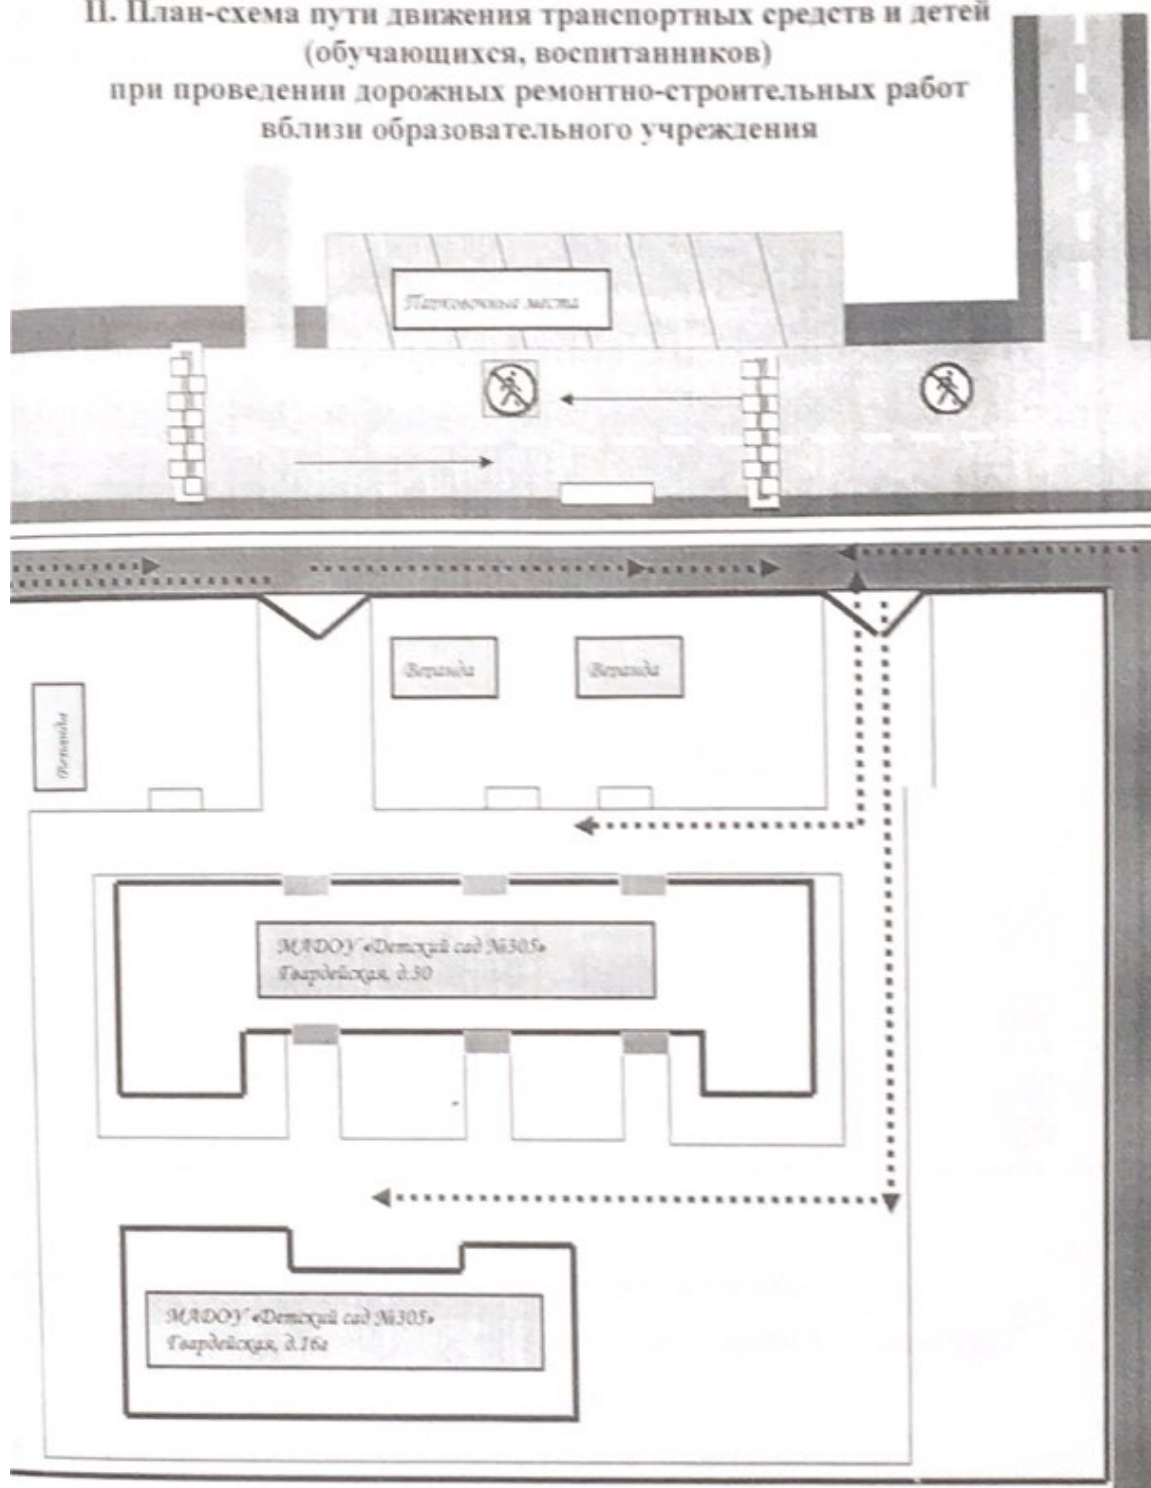 II. План-схема пути движения транспортных средств и детей
(обучающихся, воспитанников)
при проведении дорожных ремонтно-строительных работ
вблизи образовательного учреждения
Парковочные места
Веранда
Веранда
Веранда
МАДОУ «Детский сад №305»
Гвардейская, д.30
МАДОУ «Детский сад №305»
Гвардейская, д.16а